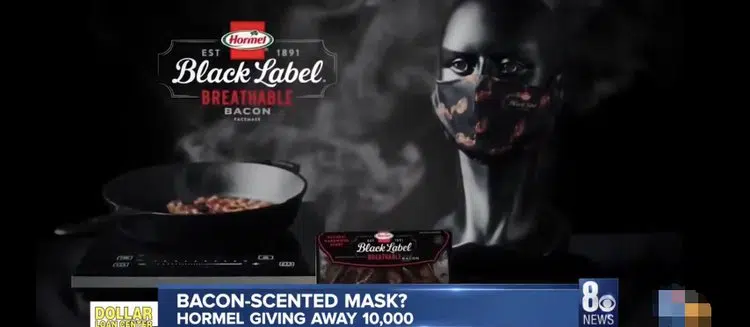 Hormel
EST 1891
Black Label
BREATHABLE
BACON
FACEMASK
Hormel
Black Label
BREATHABLE
BACON
DOLLAR
LOAN CENTER
BACON-SCENTED MASK?
HORMEL GIVING AWAY 10,000
8
NEWS